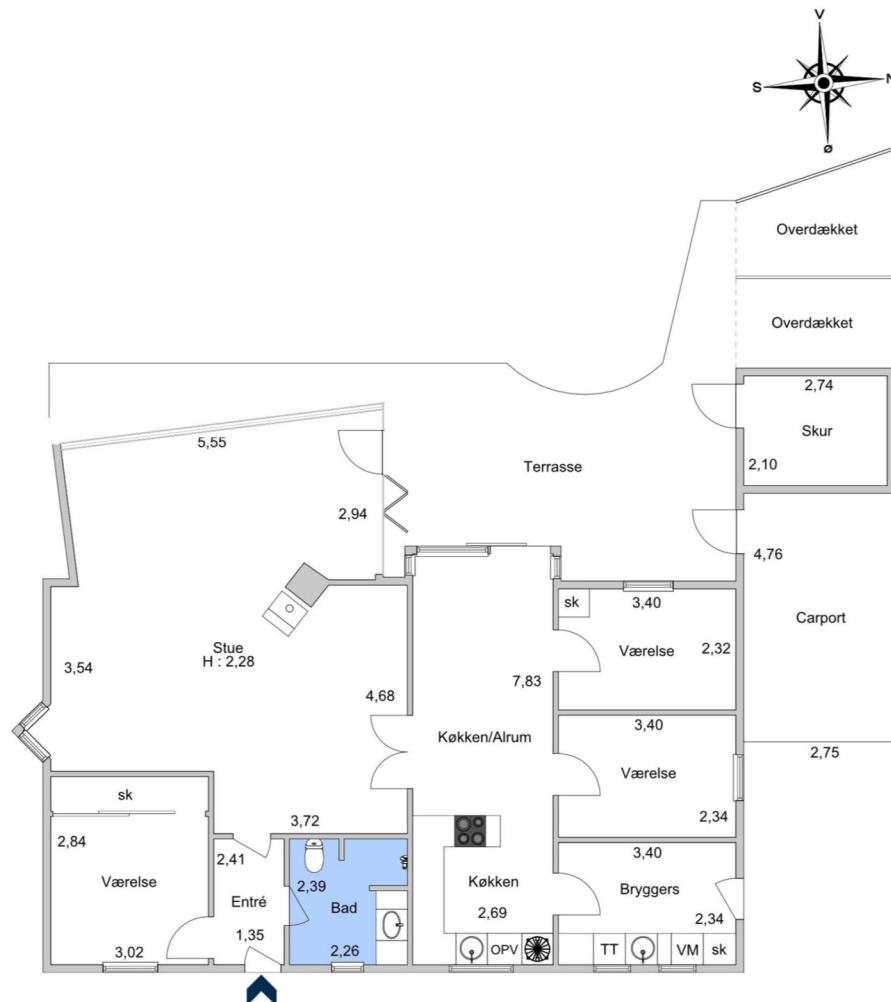 V
S
N
Ø
Overdækket
Overdækket
2,74
Skur
2,10
5,55
Terrasse
2,94
4,76
sk
3,40
Carport
Stue
H : 2,28
Værelse
2,32
3,54
4,68
7,83
3,40
Køkken/Alrum
2,75
Værelse
sk
2,34
3,72
2,84
2,41
3,40
Værelse
2,39
Køkken
Bryggers
Entré
Bad
2,69
2,34
1,35
3,02
2,26
OPV
TT
VM
sk